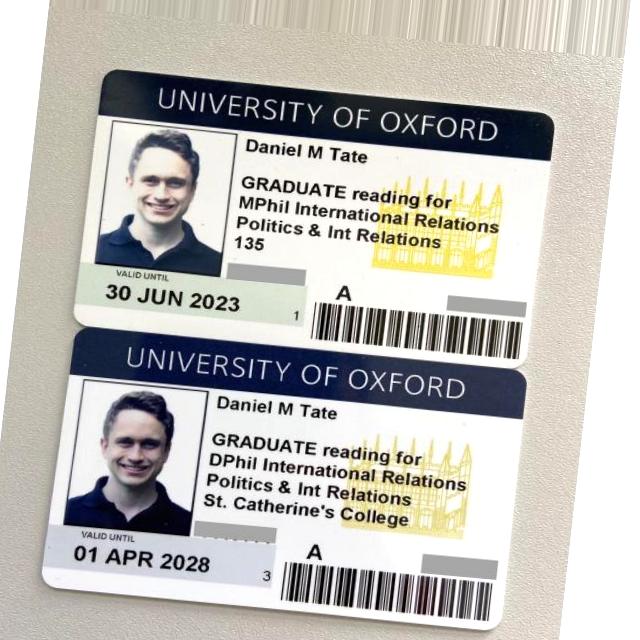 UNIVERSITY OF OXFORD
Daniel M Tate
GRADUATE reading for
MPhil International Relations
Politics & Int Relations
135
VALID UNTIL
30 JUN 2023
1
A
UNIVERSITY OF OXFORD
Daniel M Tate
GRADUATE reading for
DPhil International Relations
Politics & Int Relations
St. Catherine's College
VALID UNTIL
01 APR 2028
3
A